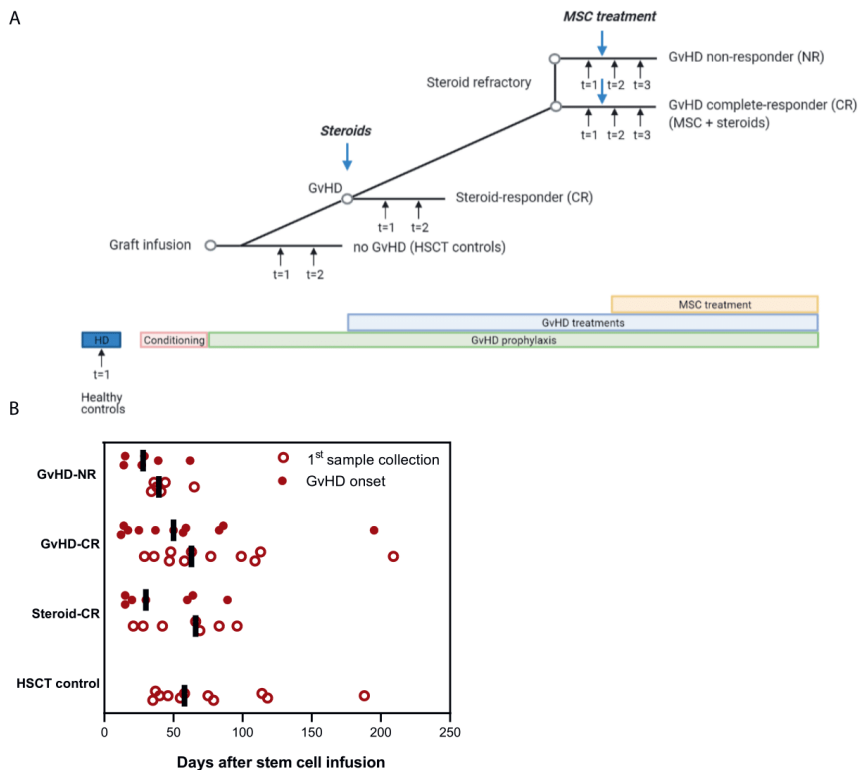 A
MSC treatment
GvHD non-responder (NR)
t=1 t=2 t=3
Steroid refractory
GvHD complete-responder (CR)
(MSC + steroids)
t=1 t=2 t=3
Steroids
GvHD
Steroid-responder (CR)
t=1 t=2
Graft infusion
no GvHD (HSCT controls)
t=1 t=2
MSC treatment
GvHD treatments
HD
Conditioning
GvHD prophylaxis
t=1
Healthy
controls
B
1st sample collection
GvHD onset
GvHD-NR
GvHD-CR
Steroid-CR
HSCT control
0 50 100 150 200 250
Days after stem cell infusion